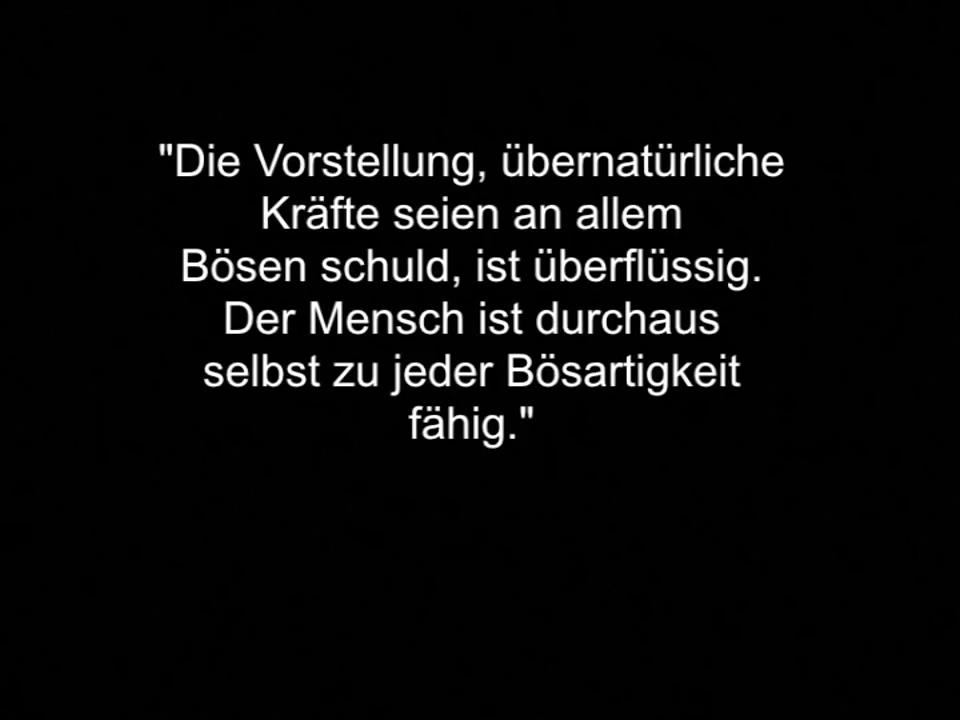 "Die Vorstellung, übernatürliche
Kräfte seien an allem
Bösen schuld, ist überflüssig.
Der Mensch ist durchaus
selbst zu jeder Bösartigkeit
fähig."